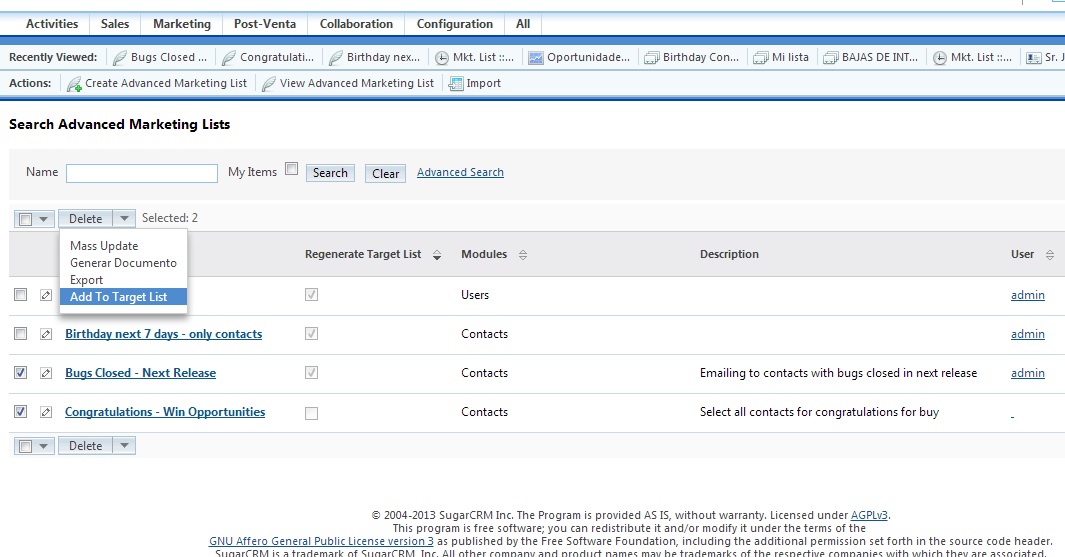 Activities Sales Marketing Post-Venta Collaboration Configuration All
Recently Viewed: Bugs Closed ... Congratulati... Birthday nex... Mkt. List ::... Oportunidade... Birthday Con... Mi lista BAJAS DE INT... Mkt. List ::... Sr. J
Actions: Create Advanced Marketing List View Advanced Marketing List Import
Search Advanced Marketing Lists
Name My Items Search Clear Advanced Search
Delete Selected: 2
Mass Update
Generar Documento
Export
Add To Target List
Regenerate Target List Modules Description User
Users admin
Birthday next 7 days - only contacts Contacts admin
Bugs Closed - Next Release Contacts Emailing to contacts with bugs closed in next release admin
Congratulations - Win Opportunities Contacts Select all contacts for congratulations for buy
Delete
© 2004-2013 SugarCRM Inc. The Program is provided AS IS, without warranty. Licensed under AGPLv3.
This program is free software; you can redistribute it and/or modify it under the terms of the
GNU Affero General Public License version 3 as published by the Free Software Foundation, including the additional permission set forth in the source code header.
SugarCRM is a trademark of SugarCRM, Inc. All other company and product names may be trademarks of the respective companies with which they are associated.